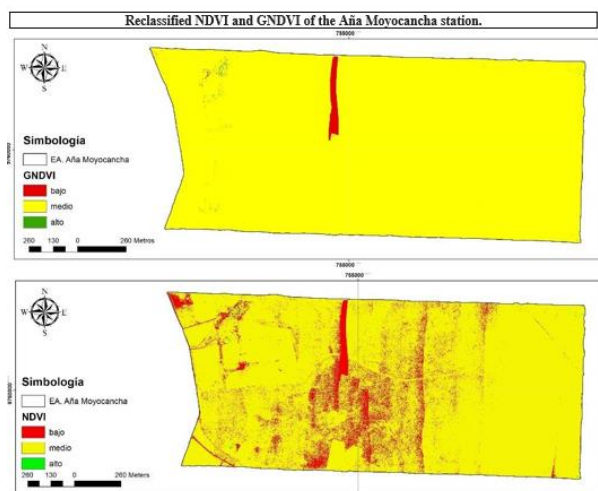 Reclassified NDVI and GNDVI of the Aña Moyocancha station.
788000
N
W E
S
Simbología
EA. Aña Moyocancha
GNDVI
bajo
medio
alto
260 130 0 260 Metros
788000
788000
N
W E
S
Simbología
EA. Aña Moyocancha
NDVI
bajo
medio
alto
260 130 0 260 Meters